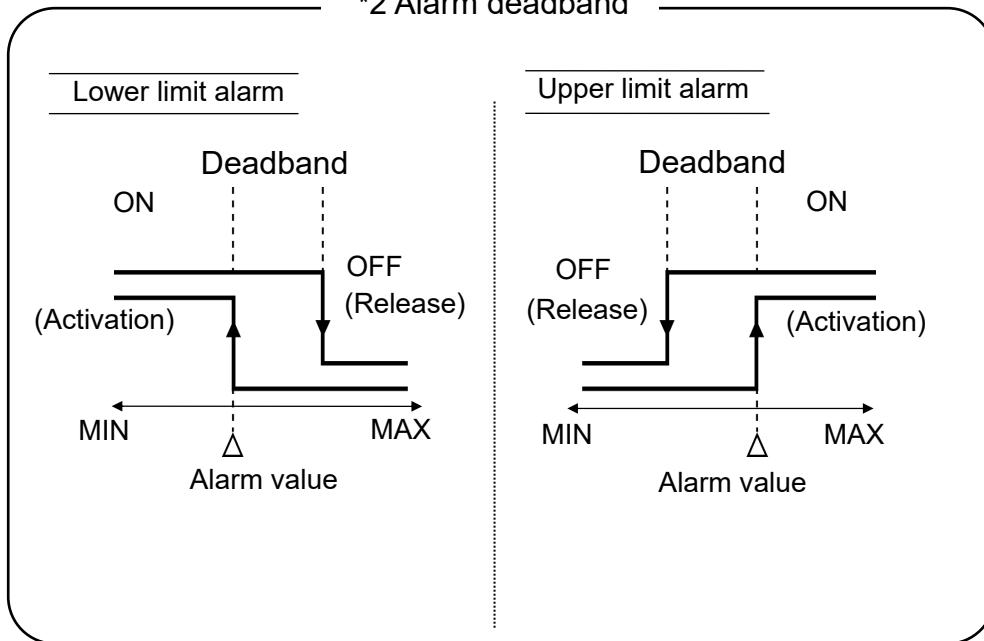 *2 Alarm deadband
Lower limit alarm
Deadband
ON
OFF
(Release)
(Activation)
MIN
MAX
Alarm value
Upper limit alarm
Deadband
ON
OFF
(Release)
(Activation)
MIN
MAX
Alarm value